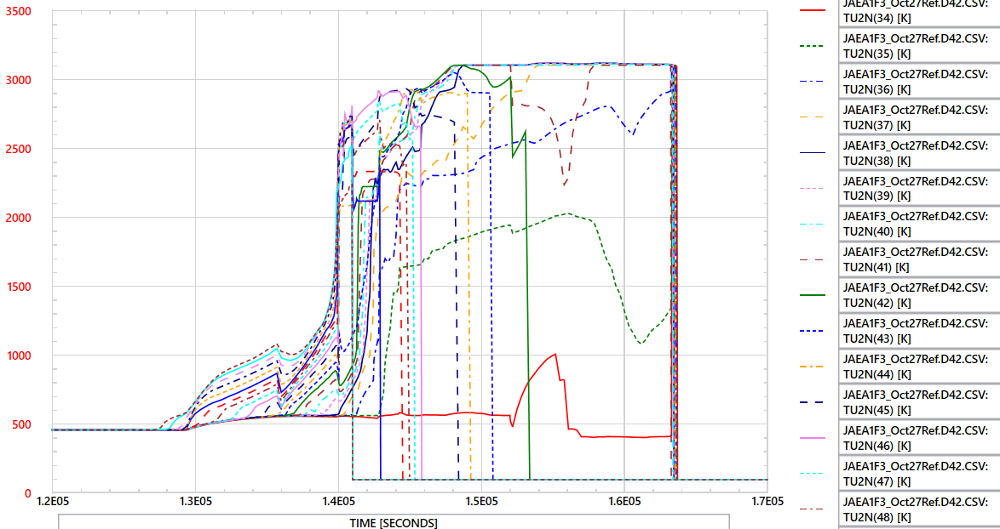 3500
3000
2500
2000
1500
1000
500
0
1.2E05
1.3E05
1.4E05
1.5E05
1.6E05
1.7E05
TIME [SECONDS]
JAEA1F3_Oct27Ref.D42.CSV:
TU2N(34) [K]
JAEA1F3_Oct27Ref.D42.CSV:
TU2N(35) [K]
JAEA1F3_Oct27Ref.D42.CSV:
TU2N(36) [K]
JAEA1F3_Oct27Ref.D42.CSV:
TU2N(37) [K]
JAEA1F3_Oct27Ref.D42.CSV:
TU2N(38) [K]
JAEA1F3_Oct27Ref.D42.CSV:
TU2N(39) [K]
JAEA1F3_Oct27Ref.D42.CSV:
TU2N(40) [K]
JAEA1F3_Oct27Ref.D42.CSV:
TU2N(41) [K]
JAEA1F3_Oct27Ref.D42.CSV:
TU2N(42) [K]
JAEA1F3_Oct27Ref.D42.CSV:
TU2N(43) [K]
JAEA1F3_Oct27Ref.D42.CSV:
TU2N(44) [K]
JAEA1F3_Oct27Ref.D42.CSV:
TU2N(45) [K]
JAEA1F3_Oct27Ref.D42.CSV:
TU2N(46) [K]
JAEA1F3_Oct27Ref.D42.CSV:
TU2N(47) [K]
JAEA1F3_Oct27Ref.D42.CSV:
TU2N(48) [K]